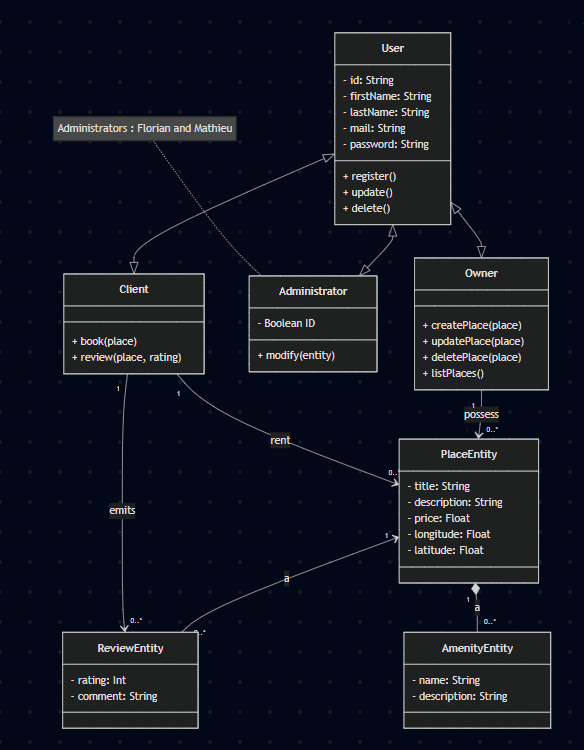 User
- id: String
- firstName: String
- lastName: String
- mail: String
- password: String
+ register()
+ update()
+ delete()
Administrators : Florian and Mathieu
Client
+ book(place)
+ review(place, rating)
Administrator
- Boolean ID
+ modify(entity)
Owner
+ createPlace(place)
+ updatePlace(place)
+ deletePlace(place)
+ listPlaces()
1
1
1
possess
0..*
rent
0..
PlaceEntity
- title: String
- description: String
- price: Float
- longitude: Float
- latitude: Float
emits
1
a
1
a
0..*
0..*
0..*
ReviewEntity
- rating: Int
- comment: String
AmenityEntity
- name: String
- description: String